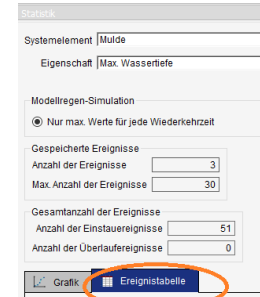 Statistik
Systemelement Mulde
Eigenschaft Max. Wassertiefe
Modellregen-Simulation
Nur max. Werte für jede Wiederkehrzeit
Gespeicherte Ereignisse
Anzahl der Ereignisse 3
Max. Anzahl der Ereignisse 30
Gesamtanzahl der Ereignisse
Anzahl der Einstauereignisse 51
Anzahl der Überlaufereignisse 0
Grafik Ereignistabelle